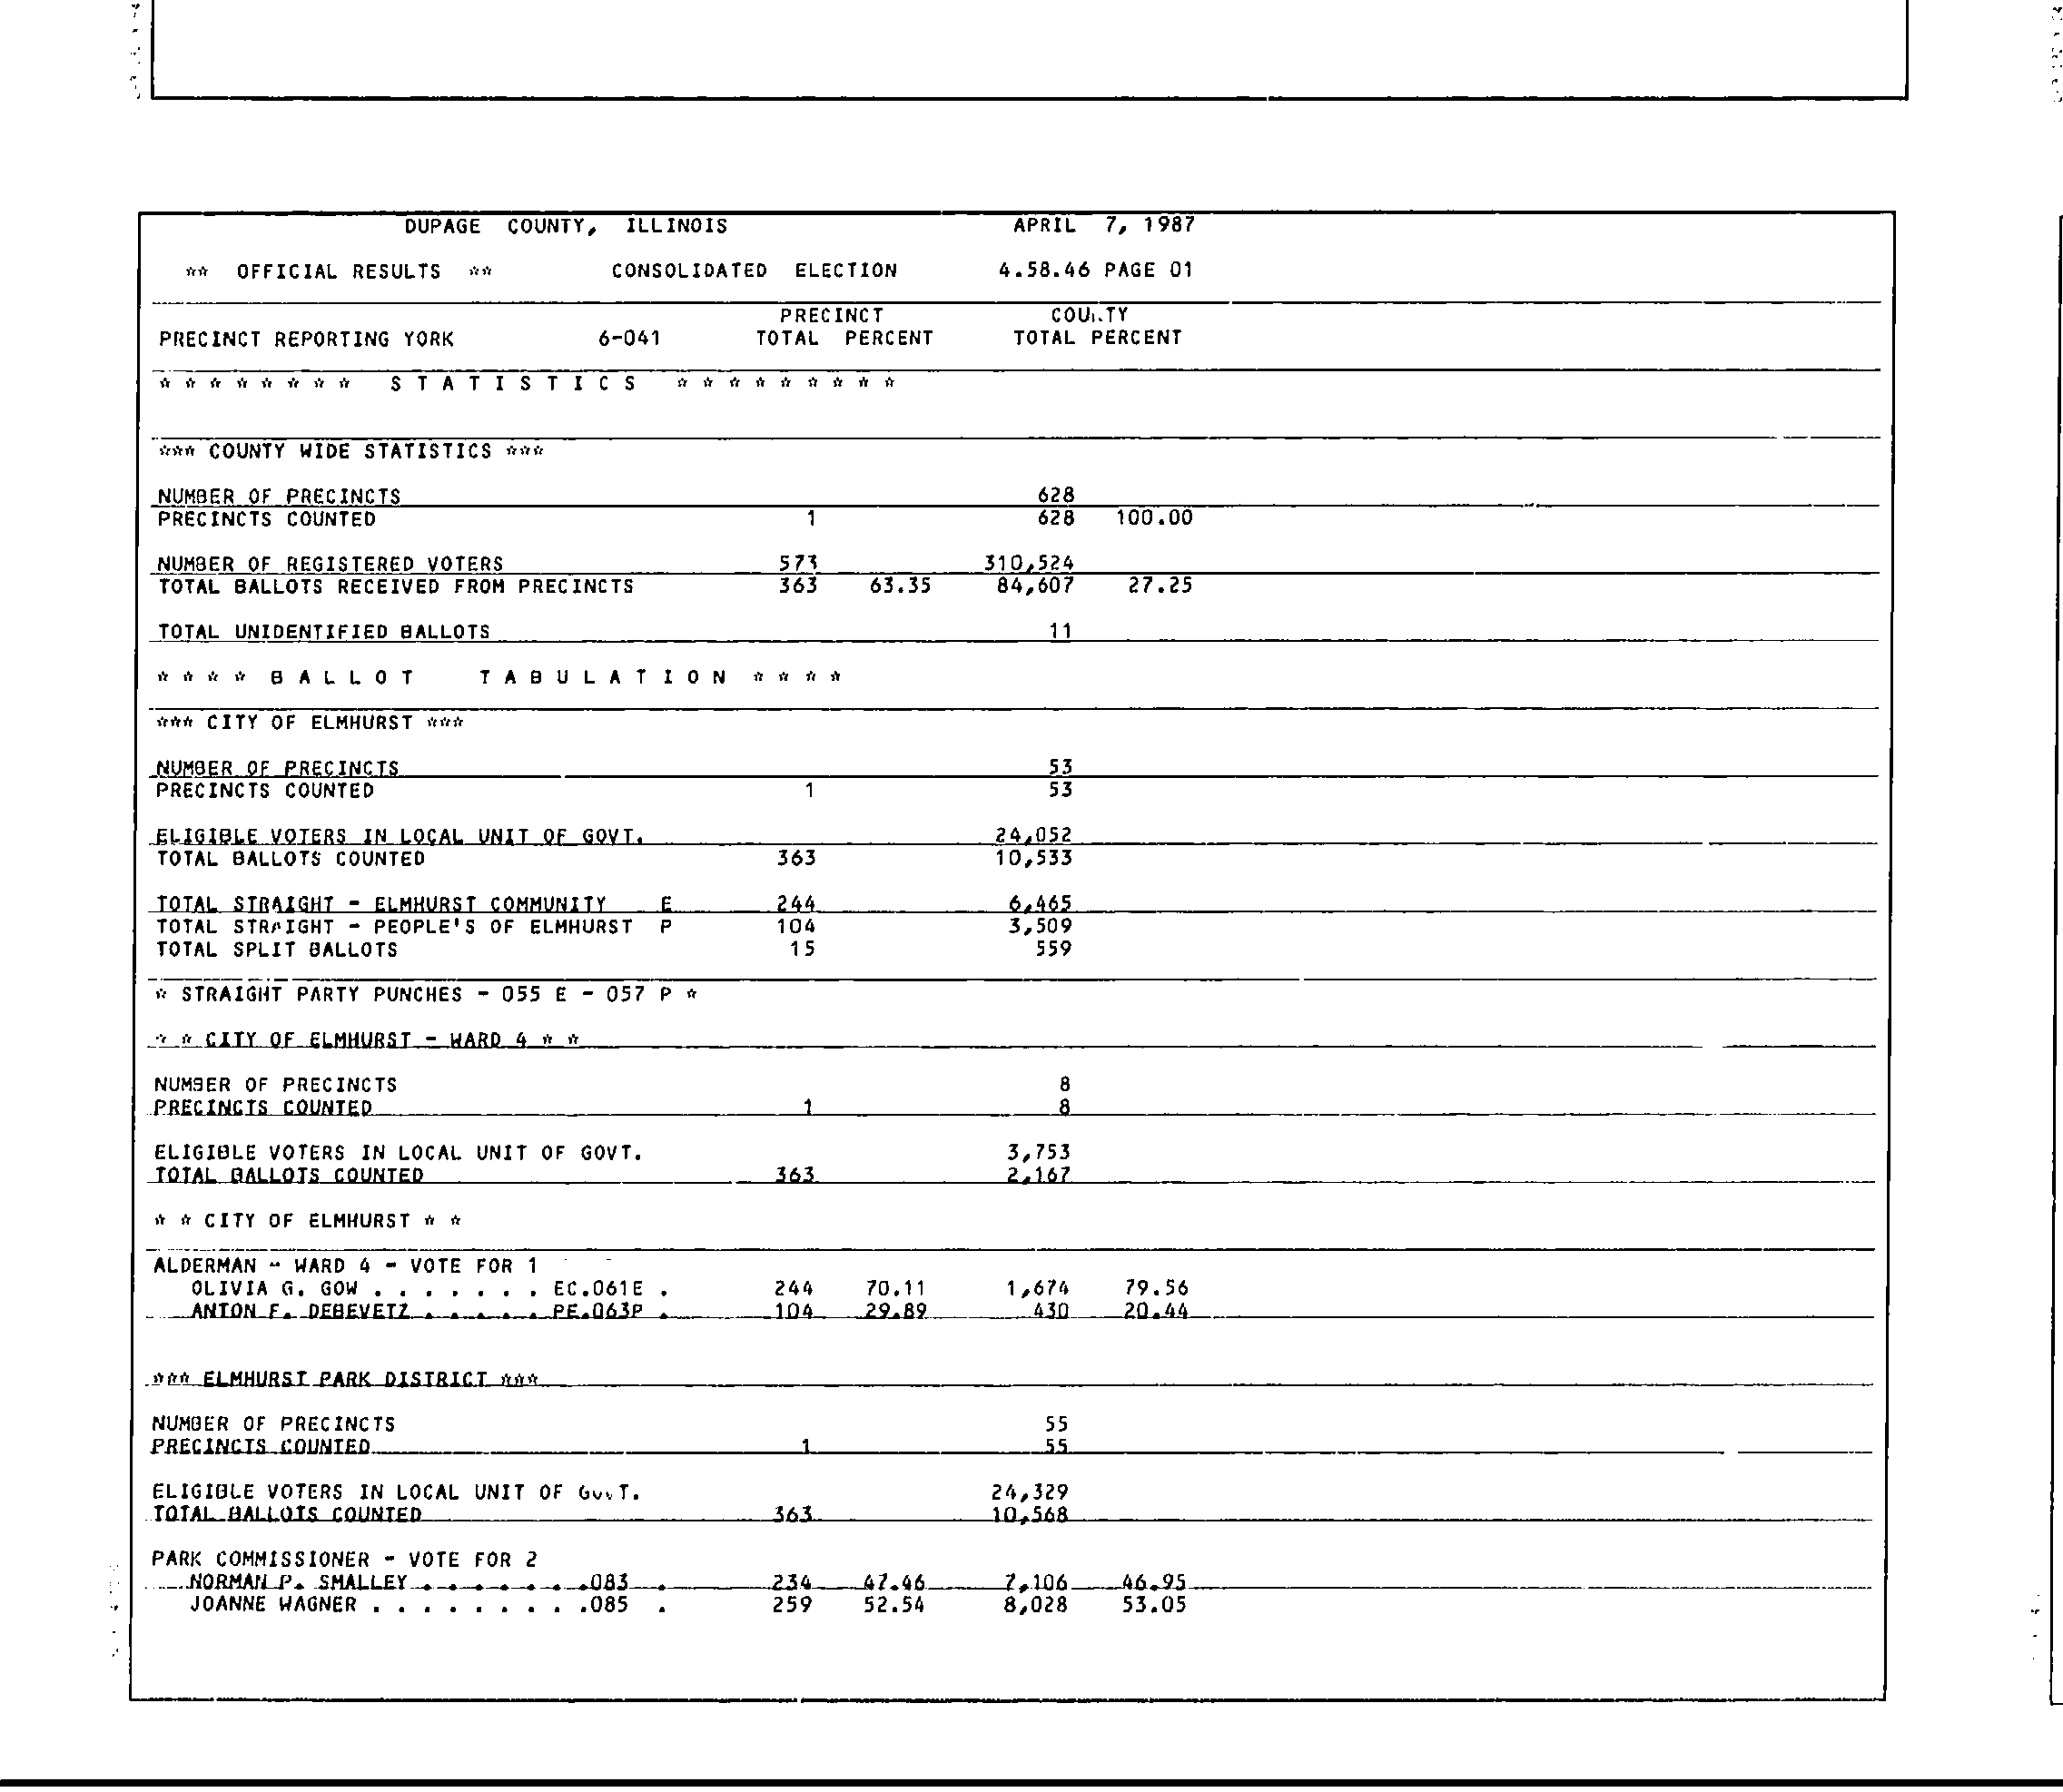 DUPAGE COUNTY, ILLINOIS APRIL 7, 1987
** OFFICIAL RESULTS ** CONSOLIDATED ELECTION 4.58.46 PAGE 01
PRECINCT COUNTY
PRECINCT REPORTING YORK 6-041 TOTAL PERCENT TOTAL PERCENT
* * * * * * * * S T A T I S T I C S * * * * * * * * *
*** COUNTY WIDE STATISTICS ***
NUMBER OF PRECINCTS 628
PRECINCTS COUNTED 1 628 100.00
NUMBER OF REGISTERED VOTERS 573 310,524
TOTAL BALLOTS RECEIVED FROM PRECINCTS 363 63.35 84,607 27.25
TOTAL UNIDENTIFIED BALLOTS 11
* * * * B A L L O T T A B U L A T I O N * * * *
*** CITY OF ELMHURST ***
NUMBER OF PRECINCTS 53
PRECINCTS COUNTED 1 53
ELIGIBLE VOTERS IN LOCAL UNIT OF GOVT. 24,052
TOTAL BALLOTS COUNTED 363 10,533
TOTAL STRAIGHT - ELMHURST COMMUNITY E 244 6,465
TOTAL STRAIGHT - PEOPLE'S OF ELMHURST P 104 3,509
TOTAL SPLIT BALLOTS 15 559
* STRAIGHT PARTY PUNCHES - 055 E - 057 P *
* * CITY OF ELMHURST - WARD 4 * *
NUMBER OF PRECINCTS 8
PRECINCTS COUNTED 1 8
ELIGIBLE VOTERS IN LOCAL UNIT OF GOVT. 3,753
TOTAL BALLOTS COUNTED 363 2,167
* * CITY OF ELMHURST * *
ALDERMAN - WARD 4 - VOTE FOR 1
OLIVIA G. GOW . . . . . . . EC.061E . 244 70.11 1,674 79.56
ANTON F. DEBEVETZ . . . . . PE.063P . 104 29.89 430 20.44
*** ELMHURST PARK DISTRICT ***
NUMBER OF PRECINCTS 55
PRECINCTS COUNTED 1 55
ELIGIBLE VOTERS IN LOCAL UNIT OF GOVT. 24,329
TOTAL BALLOTS COUNTED 363 10,568
PARK COMMISSIONER - VOTE FOR 2
NORMAN P. SMALLEY . . . . . . .083 . 234 47.46 7,106 46.95
JOANNE WAGNER . . . . . . . . .085 . 259 52.54 8,028 53.05